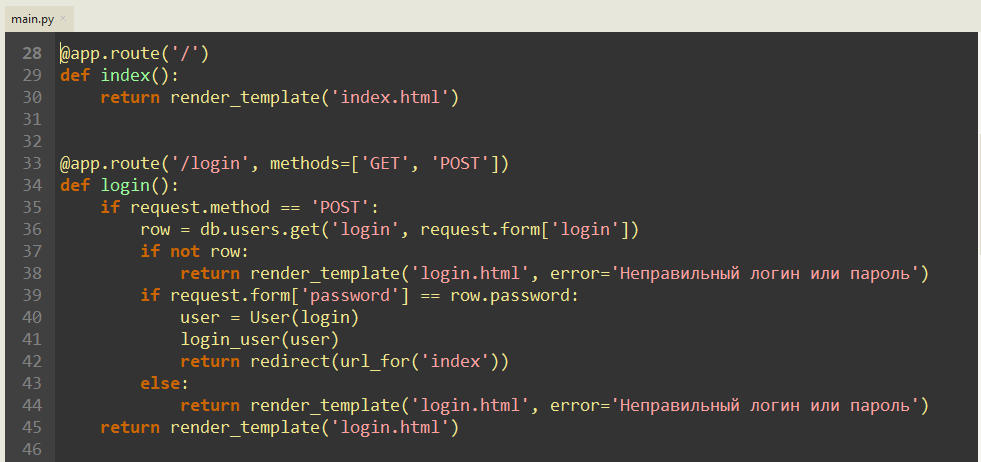 main.py ×
28 @app.route('/')
29 def index():
30     return render_template('index.html')
31
32
33 @app.route('/login', methods=['GET', 'POST'])
34 def login():
35     if request.method == 'POST':
36         row = db.users.get('login', request.form['login'])
37         if not row:
38             return render_template('login.html', error='Неправильный логин или пароль')
39         if request.form['password'] == row.password:
40             user = User(login)
41             login_user(user)
42             return redirect(url_for('index'))
43         else:
44             return render_template('login.html', error='Неправильный логин или пароль')
45     return render_template('login.html')
46